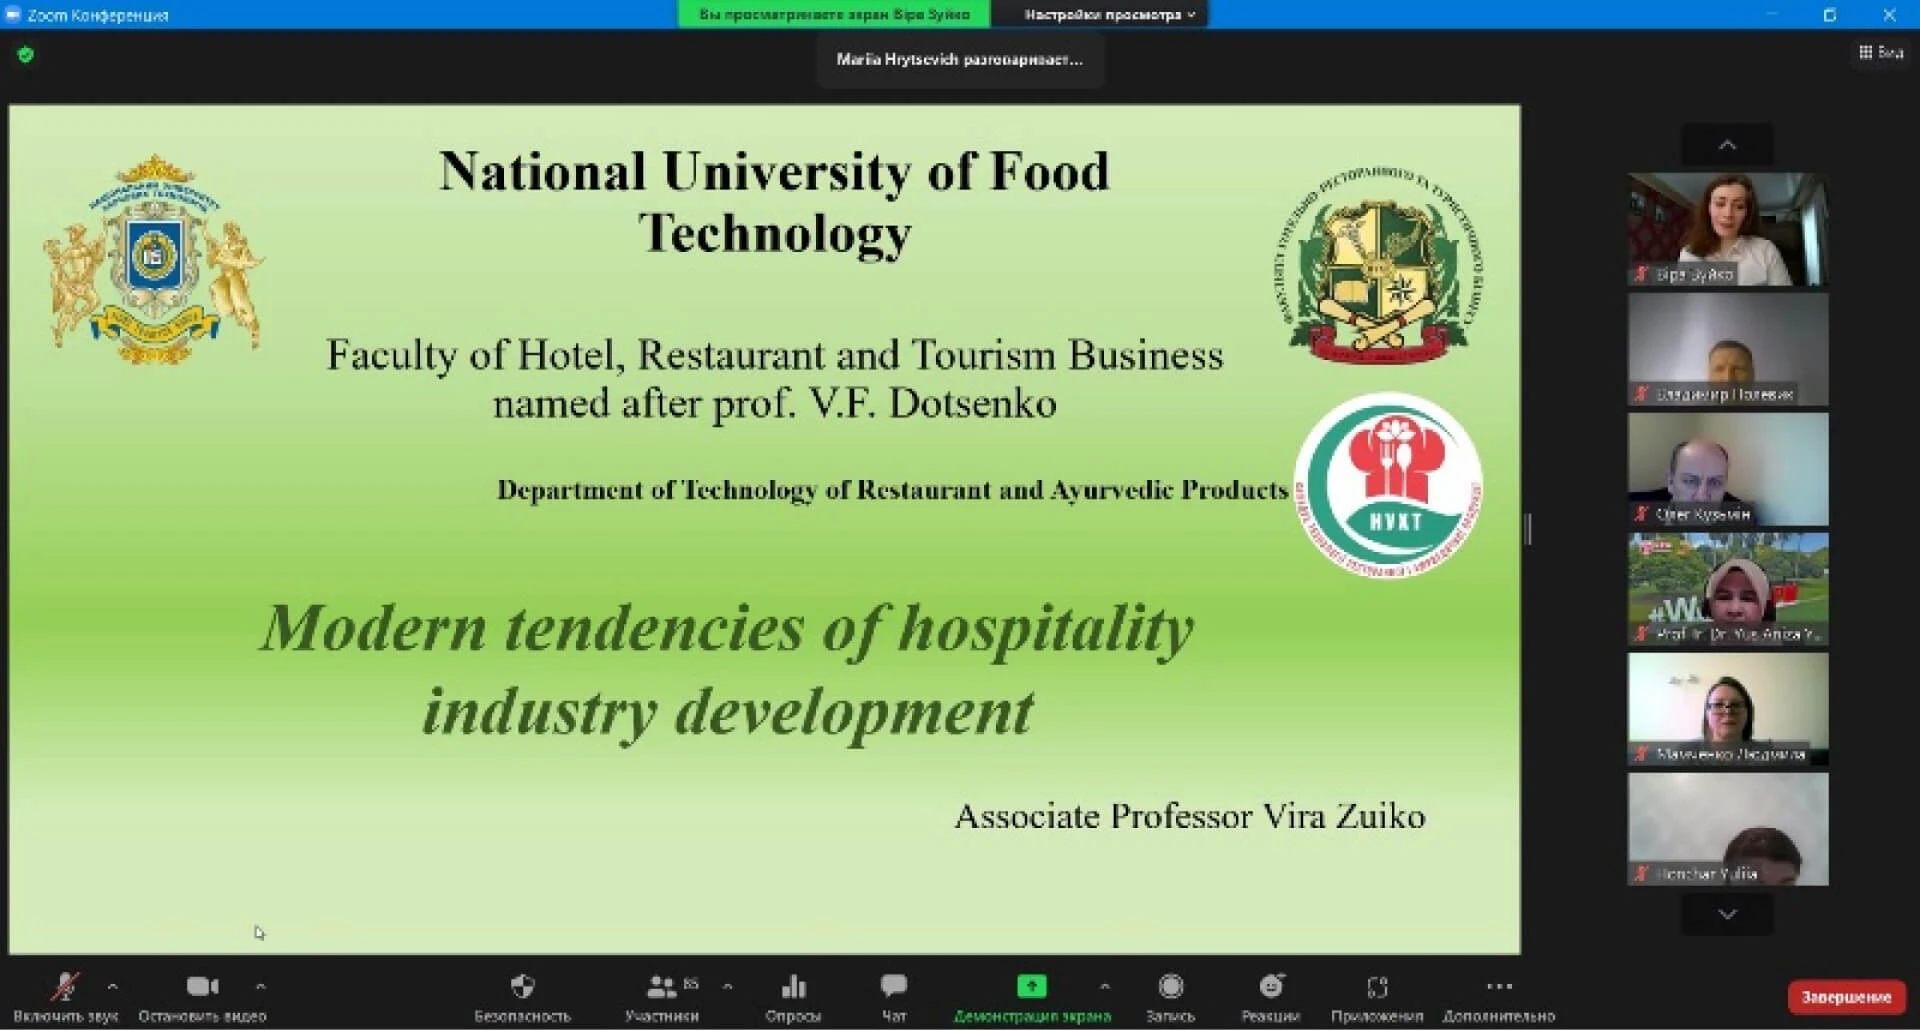 Zoom Конференция
Вы просматриваете экран Віра Зуйко
Настройки просмотра
Mariia Hrytsevich разговаривает...
Вид
National University of Food
Technology
Faculty of Hotel, Restaurant and Tourism Business
named after prof. V.F. Dotsenko
Department of Technology of Restaurant and Ayurvedic Products
НУХТ
Modern tendencies of hospitality
industry development
Associate Professor Vira Zuiko
Віра Зуйко
Владимир Полевик
Олег Кузьмін
#W
Prof. Ir. Dr. Yus Aniza Y...
Мамченко Людмила
Honchar Yuliia
Включить звук
Остановить видео
Безопасность
85
Участники
Опросы
Чат
Демонстрация экрана
Запись
Реакции
Приложения
Дополнительно
Завершение